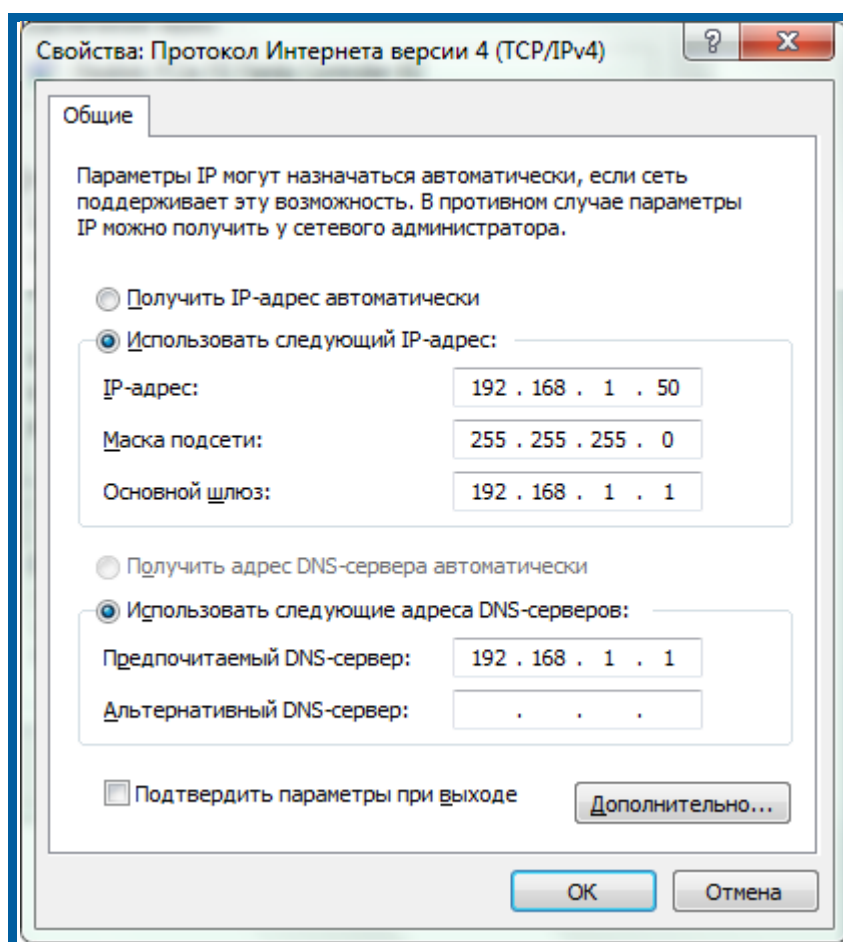 Свойства: Протокол Интернета версии 4 (TCP/IPv4)
Общие
Параметры IP могут назначаться автоматически, если сеть
поддерживает эту возможность. В противном случае параметры
IP можно получить у сетевого администратора.
Получить IP-адрес автоматически
Использовать следующий IP-адрес:
IP-адрес: 192 . 168 . 1 . 50
Маска подсети: 255 . 255 . 255 . 0
Основной шлюз: 192 . 168 . 1 . 1
Получить адрес DNS-сервера автоматически
Использовать следующие адреса DNS-серверов:
Предпочитаемый DNS-сервер: 192 . 168 . 1 . 1
Альтернативный DNS-сервер: . . .
Подтвердить параметры при выходе
Дополнительно...
ОК Отмена